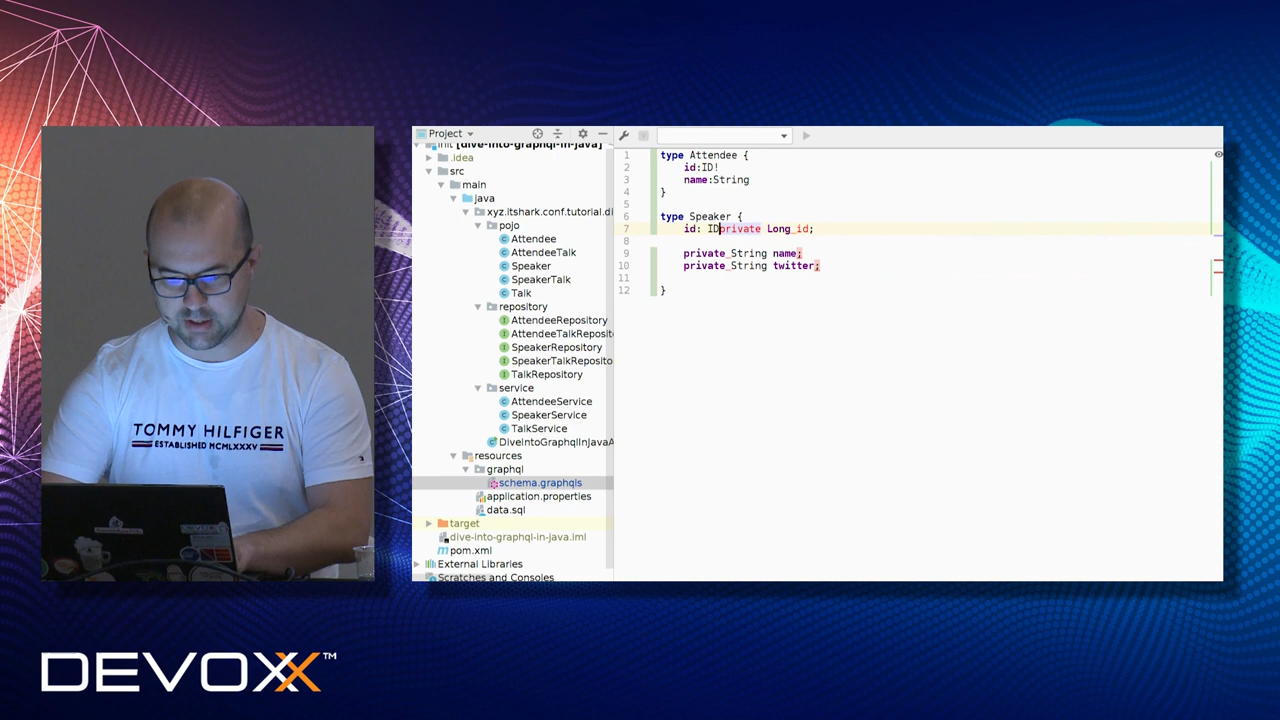 TOMMY HILFIGER
ESTABLISHED MCMLXXXV
DEVOXX
DEVOXX™
Project
init [dive-into-graphql-in-java]
.idea
src
main
java
xyz.itshark.conf.tutorial.di
pojo
Attendee
AttendeeTalk
Speaker
SpeakerTalk
Talk
repository
AttendeeRepository
AttendeeTalkReposit
SpeakerRepository
SpeakerTalkReposito
TalkRepository
service
AttendeeService
SpeakerService
TalkService
DiveIntoGraphqlInJavaA
resources
graphql
schema.graphqls
application.properties
data.sql
target
dive-into-graphql-in-java.iml
pom.xml
External Libraries
Scratches and Consoles
1 type Attendee {
2 id:ID!
3 name:String
4 }
5
6 type Speaker {
7 id: IDprivate Long id;
8
9 private String name;
10 private String twitter;
11
12 }